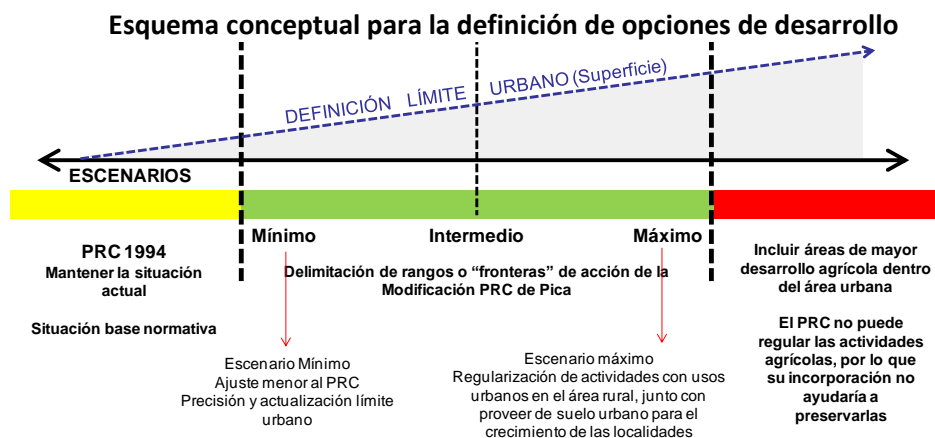 Esquema conceptual para la definición de opciones de desarrollo
DEFINICIÓN LÍMITE URBANO (Superficie)
ESCENARIOS
PRC 1994
Mantener la situación
actual
Situación base normativa
Mínimo
Intermedio
Máximo
Delimitación de rangos o “fronteras” de acción de la
Modificación PRC de Pica
Escenario Mínimo
Ajuste menor al PRC
Precisión y actualización límite
urbano
Escenario máximo
Regularización de actividades con usos
urbanos en el área rural, junto con
proveer de suelo urbano para el
crecimiento de las localidades
Incluir áreas de mayor
desarrollo agrícola dentro
del área urbana
El PRC no puede
regular las actividades
agrícolas, por lo que
su incorporación no
ayudaría a
preservarlas